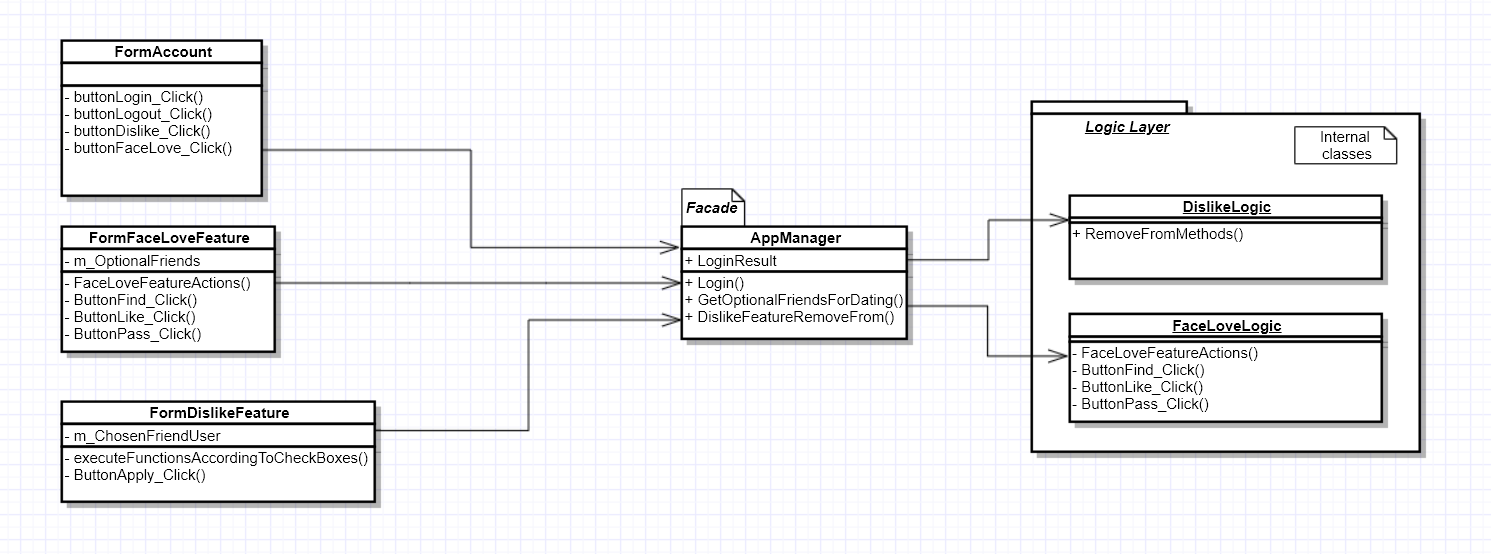 FormAccount
- buttonLogin_Click()
- buttonLogout_Click()
- buttonDislike_Click()
- buttonFaceLove_Click()
FormFaceLoveFeature
- m_OptionalFriends
- FaceLoveFeatureActions()
- ButtonFind_Click()
- ButtonLike_Click()
- ButtonPass_Click()
FormDislikeFeature
- m_ChosenFriendUser
- executeFunctionsAccordingToCheckBoxes()
- ButtonApply_Click()
Facade
AppManager
+ LoginResult
+ Login()
+ GetOptionalFriendsForDating()
+ DislikeFeatureRemoveFrom()
Logic Layer
Internal
classes
DislikeLogic
+ RemoveFromMethods()
FaceLoveLogic
- FaceLoveFeatureActions()
- ButtonFind_Click()
- ButtonLike_Click()
- ButtonPass_Click()